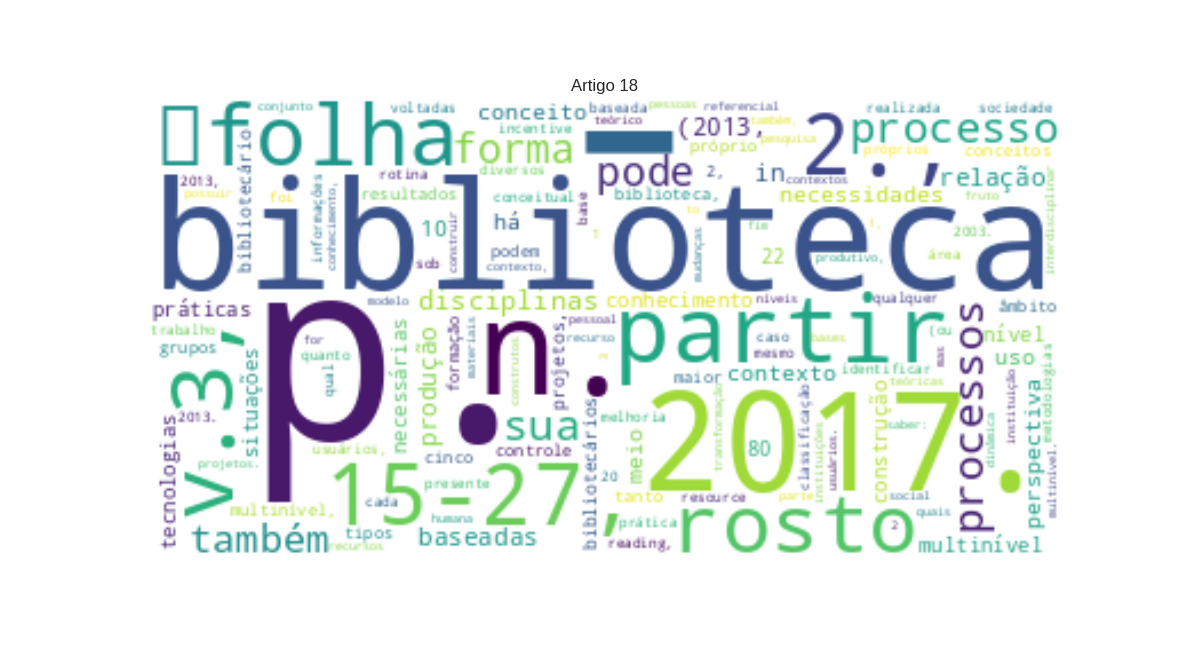 Artigo 18
conjunto
voltadas
conceito
baseada
pessoas
referencial
realizada
sociedade
folha
incentive
teórico
(2013,
também,
2.
,
processo
forma
próprio
pesquisa
próprios
conceitos
bibliotecário
diversos
2013,
possuir
foi
informações
conhecimento,
rotina
resultados
conceitual
base
pode
2,
in
contextos
relação
biblioteca,
necessidades
fruto
interdisciplinar
biblioteca
10
construir
há
to
mudanças
fim
1,
2003.
sob
podem
contexto,
1
22
produtivo,
área
práticas
modelo
disciplinas
conhecimento
níveis
qualquer
âmbito
trabalho
grupos
p.
for
quanto
qual
n.
partir
processos
(ou
mas
nível
uso
situações
v.3,
necessárias
produção
formação
materiais
construtos
projetos,
pessoal
recurso
caso
mesmo
bases
maior
contexto
identificar
teóricas
instituição
metodologias
perspectiva
2013.
tecnologias
projetos.
usuários,
sua
controle
cinco
bibliotecários
melhoria
meio
2017.
transformação
80
classificação
instituições
usuários.
construção
saber:
dinâmica
multinível.
15-27,
presente
20
tanto
resource
parte
social
quais
multinível,
cada
também
tipos
recursos
humana
baseadas
prática
reading,
rosto
2
multinível